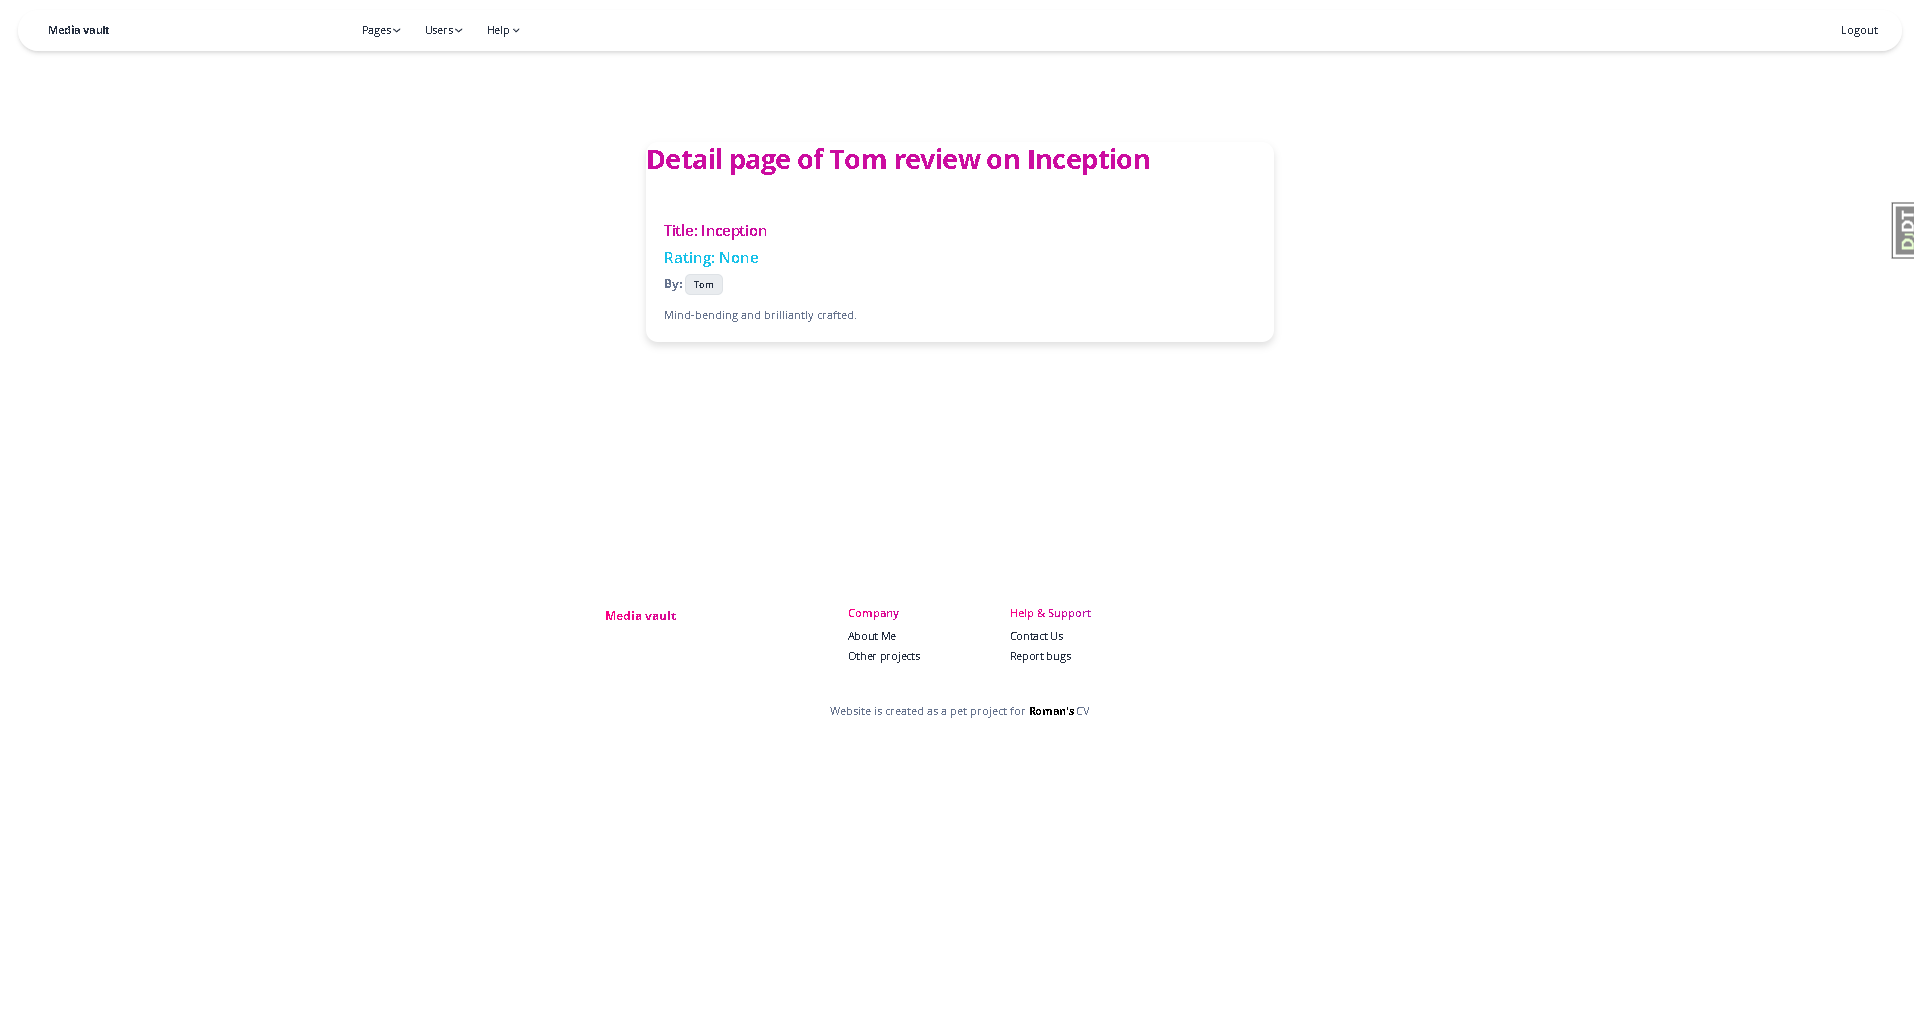 Media vault
Pages
Users
Help
Logout
Detail page of Tom review on Inception
Title: Inception
Rating: None
By: Tom
Mind-bending and brilliantly crafted.
DJDT
Media vault
Company
About Me
Other projects
Help & Support
Contact Us
Report bugs
Website is created as a pet project for Roman's CV